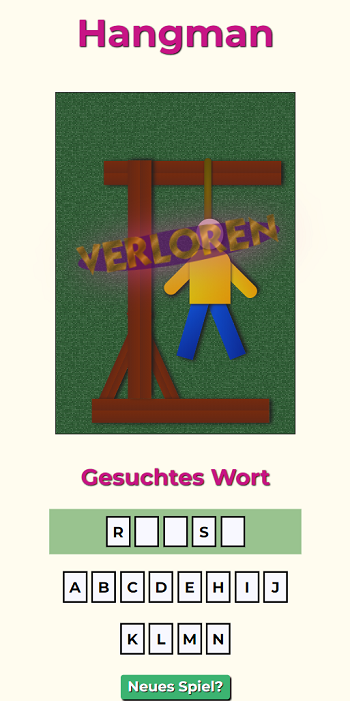 Hangman
VERLOREN
Gesuchtes Wort
R S
A B C D E H I J
K L M N
Neues Spiel?